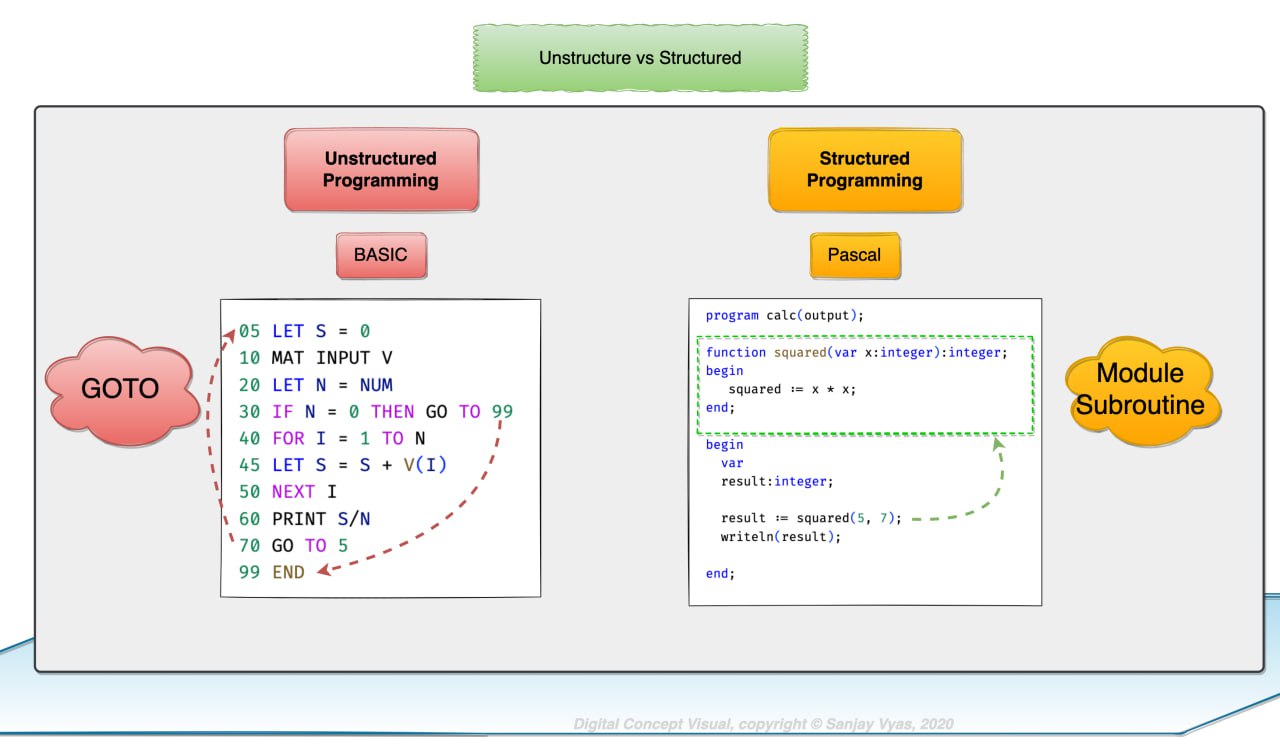 Unstructure vs Structured
Unstructured
Programming
BASIC
GOTO
05 LET S = 0
10 MAT INPUT V
20 LET N = NUM
30 IF N = 0 THEN GO TO 99
40 FOR I = 1 TO N
45 LET S = S + V(I)
50 NEXT I
60 PRINT S/N
70 GO TO 5
99 END
Structured
Programming
Pascal
program calc(output);
function squared(var x:integer):integer;
begin
squared := x * x;
end;
begin
var
result:integer;
result := squared(5, 7);
writeln(result);
end;
Module
Subroutine
Digital Concept Visual, copyright © Sanjay Vyas, 2020